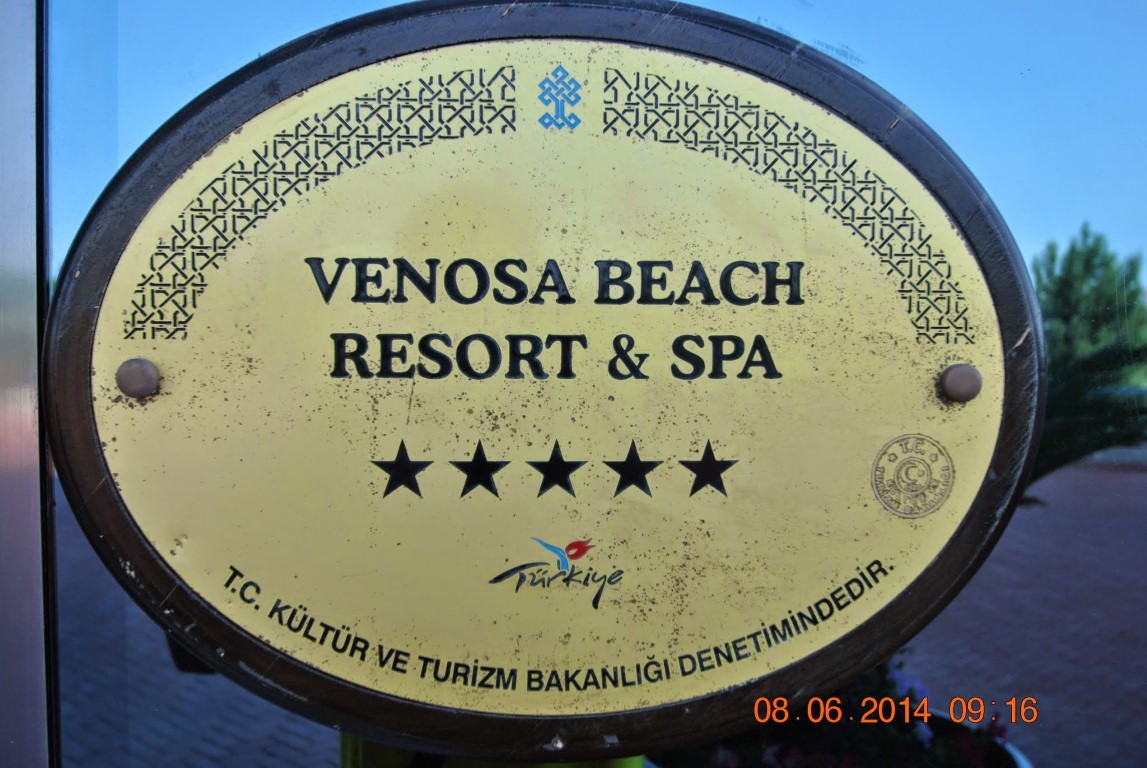 VENOSA BEACH
RESORT & SPA
T.C.
Türkiye
T.C. KÜLTÜR VE TURİZM BAKANLIĞI DENETİMİNDEDİR.
08.06.2014 09:16